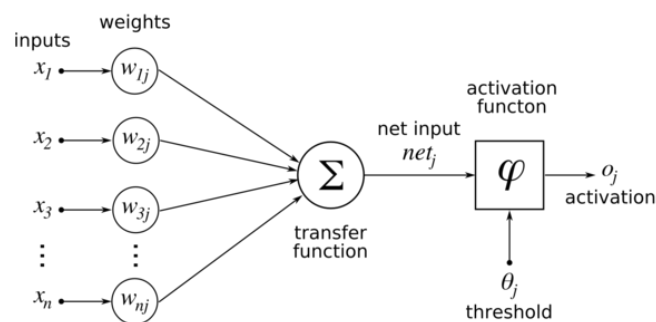 weights
inputs
x₁
w₁ⱼ
activation
functon
x₂
w₂ⱼ
net input
netⱼ
Σ
φ
oⱼ
activation
x₃
w₃ⱼ
transfer
function
⋮
⋮
θⱼ
threshold
xₙ
wₙⱼ